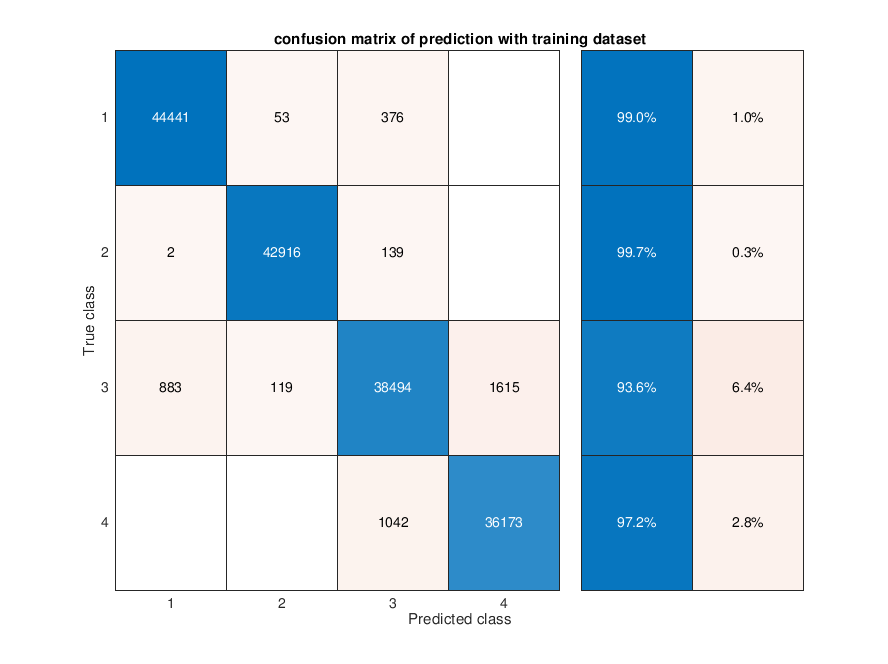 confusion matrix of prediction with training dataset
1 44441 53 376 99.0% 1.0%
2 2 42916 139 99.7% 0.3%
True class
3 883 119 38494 1615 93.6% 6.4%
4 1042 36173 97.2% 2.8%
1 2 3 4
Predicted class